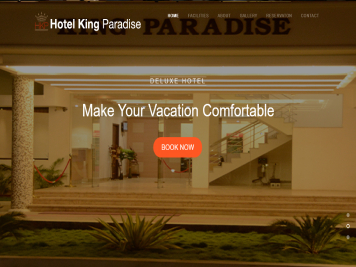 Hotel King Paradise
HOME FACILITIES ABOUT GALLERY RESERVATION CONTACT
KING PARADISE
DELUXE HOTEL
Make Your Vacation Comfortable
BOOK NOW